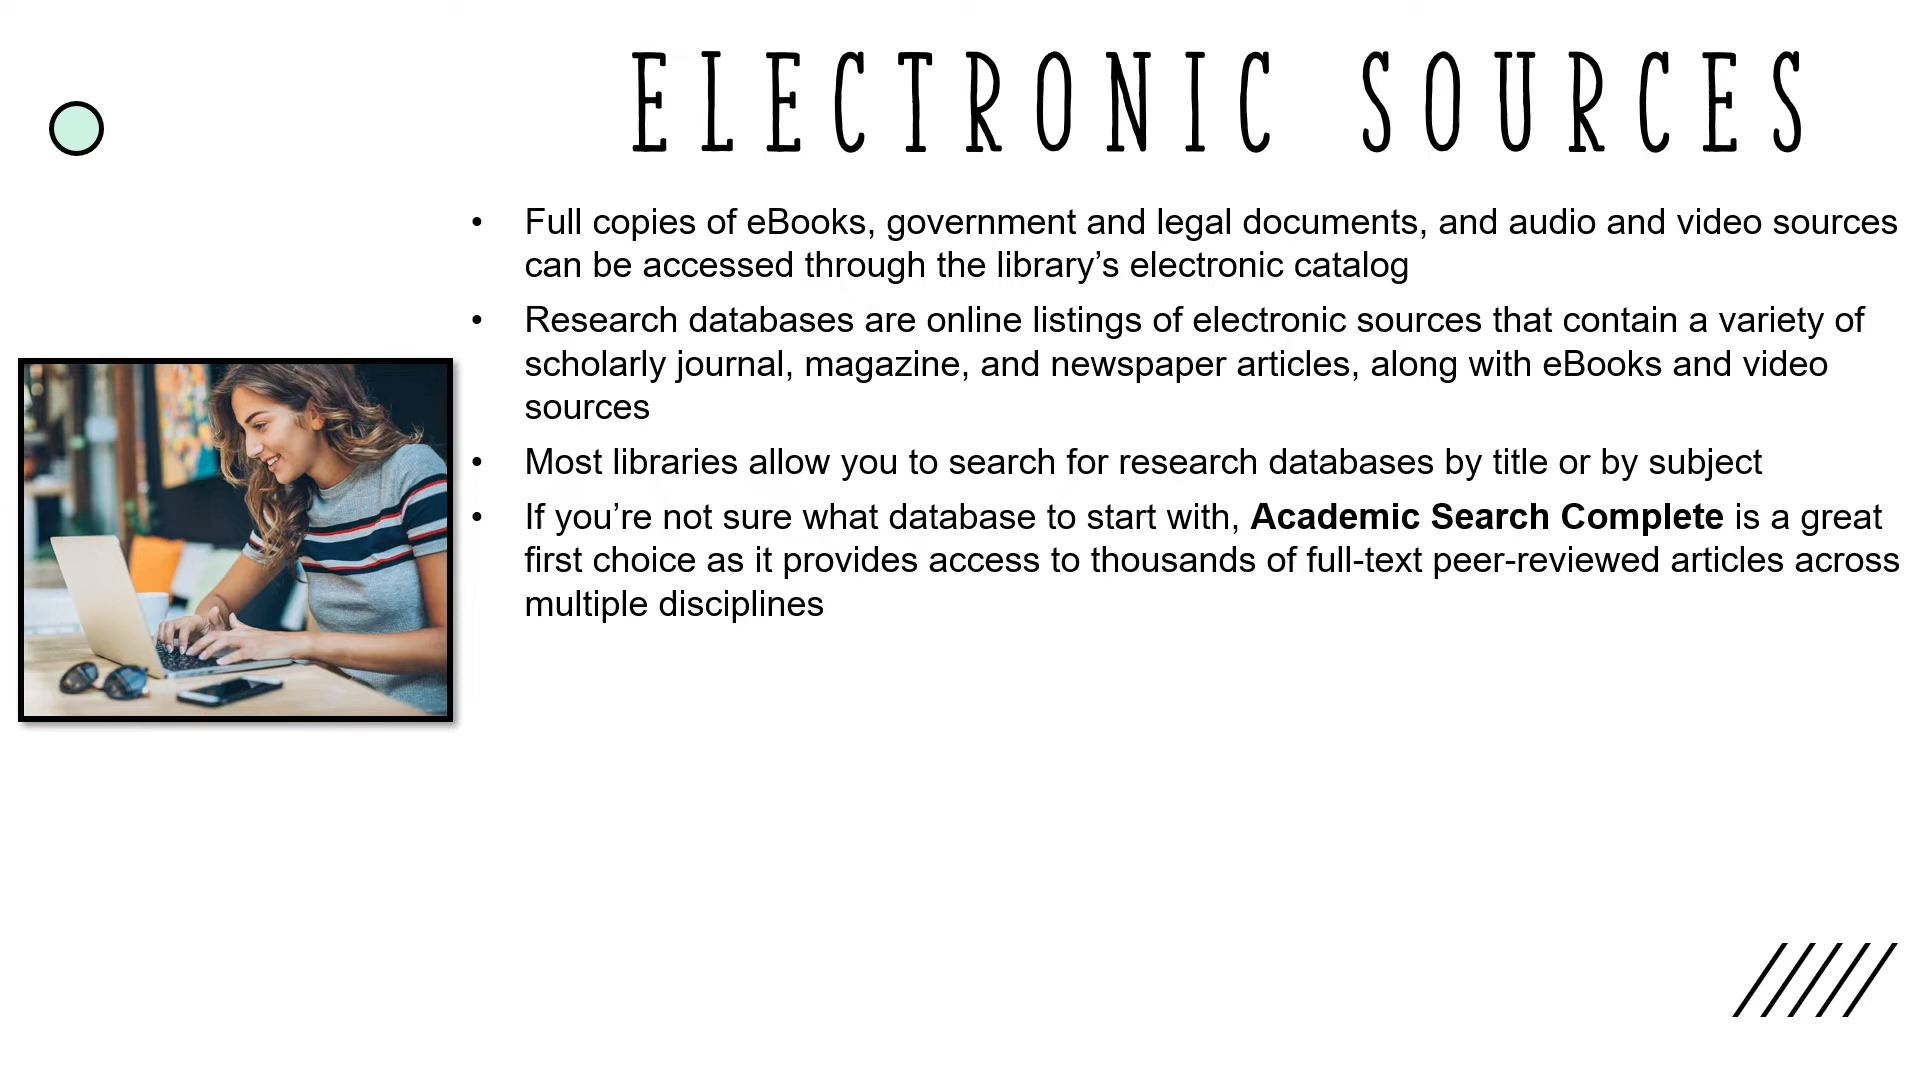 ELECTRONIC SOURCES
• Full copies of eBooks, government and legal documents, and audio and video sources
can be accessed through the library’s electronic catalog
• Research databases are online listings of electronic sources that contain a variety of
scholarly journal, magazine, and newspaper articles, along with eBooks and video
sources
• Most libraries allow you to search for research databases by title or by subject
• If you’re not sure what database to start with, Academic Search Complete is a great
first choice as it provides access to thousands of full-text peer-reviewed articles across
multiple disciplines